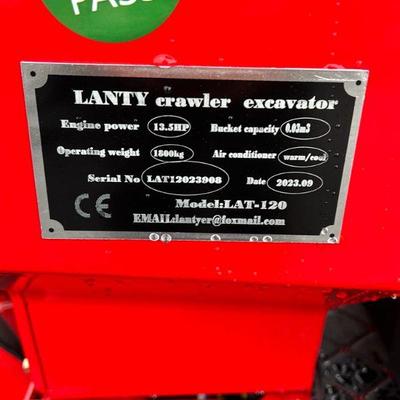 PASS
LANTY crawler excavator
Engine power 13.5HP Bucket capacity 0.03m3
Operating weight 1800kg Air conditioner warm/cool
Serial No LAT12023908 Date 2023.09
CE Model:LAT-120
EMAIL:lantyer@foxmail.com